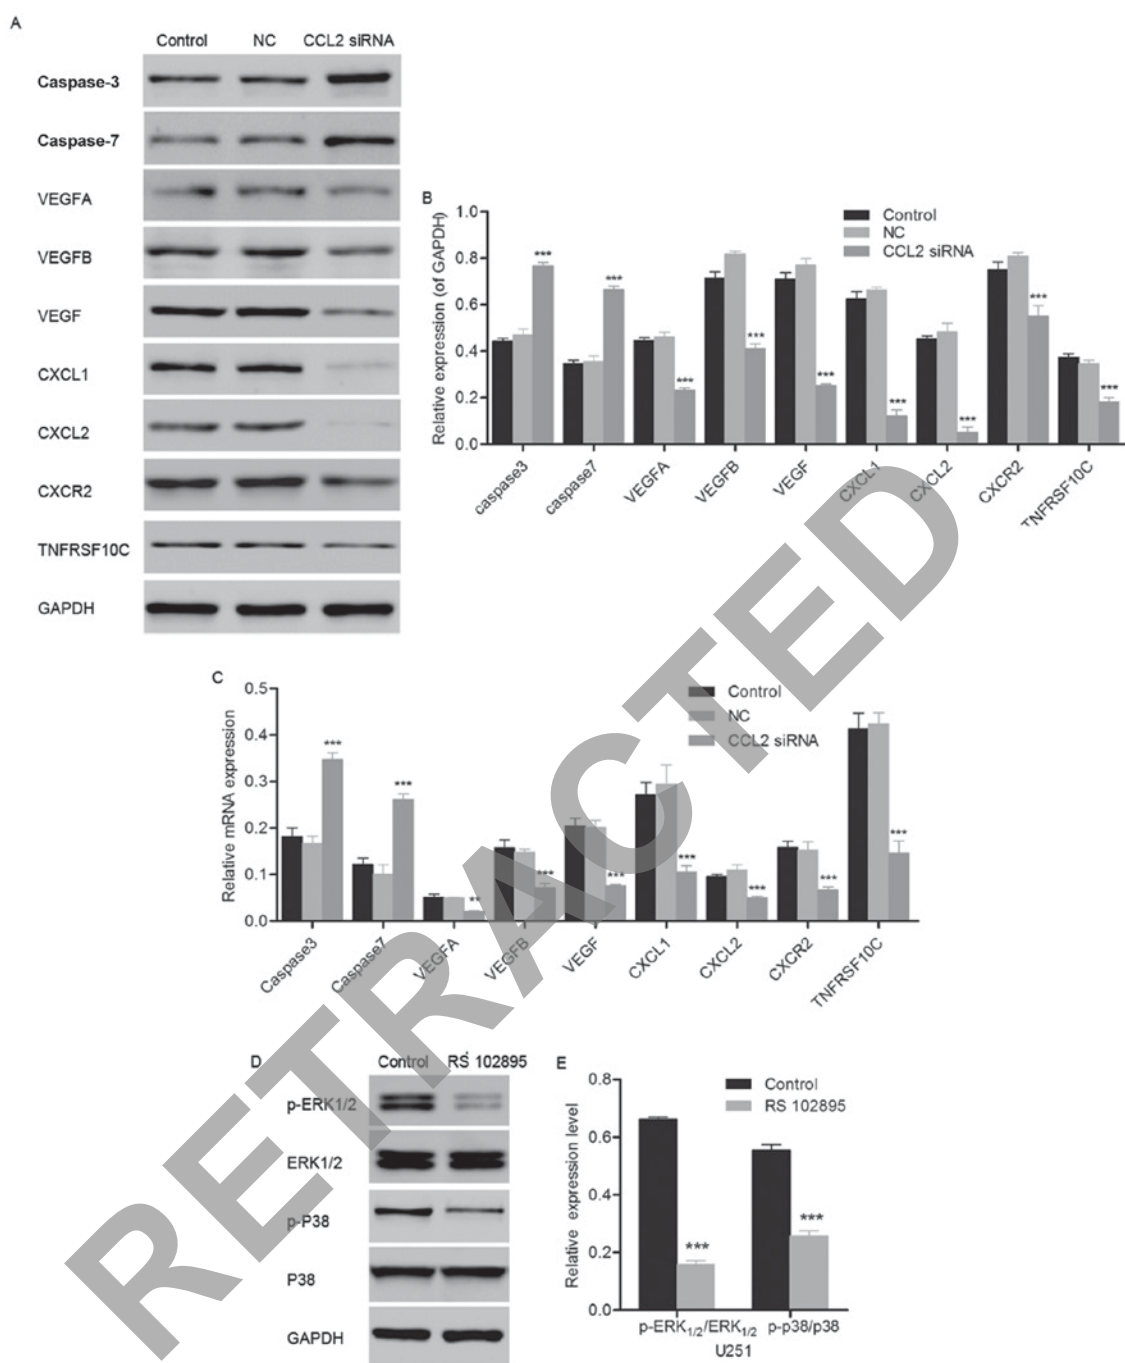 A
Control NC CCL2 siRNA
Caspase-3
Caspase-7
VEGFA
VEGFB
VEGF
CXCL1
CXCL2
CXCR2
TNFRSF10C
GAPDH
B
Relative expression (of GAPDH)
1.0
0.8
0.6
0.4
0.2
0.0
Control
NC
CCL2 siRNA
***
***
***
***
***
***
***
***
***
caspase3 caspase7 VEGFA VEGFB VEGF CXCL1 CXCL2 CXCR2 TNFRSF10C
C
Relative mRNA expression
0.5
0.4
0.3
0.2
0.1
0.0
Control
NC
CCL2 siRNA
***
***
**
***
***
***
***
***
***
Caspase3 Caspase7 VEGFA VEGFB VEGF CXCL1 CXCL2 CXCR2 TNFRSF10C
D
Control RS 102895
p-ERK1/2
ERK1/2
p-P38
P38
GAPDH
E
Relative expression level
0.8
0.6
0.4
0.2
0.0
Control
RS 102895
***
***
p-ERK1/2/ERK1/2 p-p38/p38
U251
RETRACTED